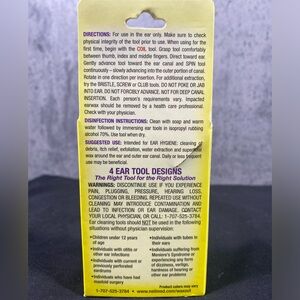 DIRECTIONS: For use in the ear only. Make sure to check
physical integrity of the tool prior to use. When using for the
first time, begin with the COIL tool. Grasp tool comfortably
between thumb, index and middle fingers. Direct toward ear.
Gently advance tool toward the ear canal and SPIN tool
continuously – slowly advancing into the outer portion of canal.
Rotate in one direction per insertion. For additional extraction,
try the BRISTLE, SCREW or CLUB tools. DO NOT POKE OR JAB
INTO EAR. DO NOT FORCIBLY ADVANCE, NOT FOR DEEP CANAL
INSERTION. Each person's requirements vary. Impacted
earwax should be removed by a health care professional.
Check with your physician.
DISINFECTION INSTRUCTIONS: Clean with soap and warm
water followed by immersing ear tools in isopropyl rubbing
alcohol 70%. Use tool when dry.
SUGGESTED USE: Intended for EAR HYGIENE: cleaning of
debris, itch relief, exfoliation, water extraction and superficial
wax around the ear and outer ear canal. Daily or less frequent
use may be beneficial.
4 EAR TOOL DESIGNS
The Right Tool for the Right Solution
WARNINGS: DISCONTINUE USE IF YOU EXPERIENCE
PAIN, PLUGGING, PRESSURE, HEARING LOSS,
CONGESTION OR BLEEDING. REPEATED USE WITHOUT
CLEANING MAY INTRODUCE CONTAMINATION AND
LEAD TO INFECTION OR EAR DAMAGE. CONTACT
YOUR LOCAL PHYSICIAN, OR CALL: 1-707-525-3784.
Ear cleaning tools should NOT be used in the following
situations without physician supervision:
•Children under 12 years
of age
•Individuals with otitis or
other ear infections
•Individuals with current or
previously perforated
eardrums
•Individuals who have had
mastoid surgery
•Individuals with tubes in
their ears
•Individuals suffering from
Meniere's Syndrome or
experiencing any form
of dizziness, vertigo,
hardness of hearing or
other ear problems
Product colors may vary.
1-707-525-3784 • www.neilmed.com/waxout